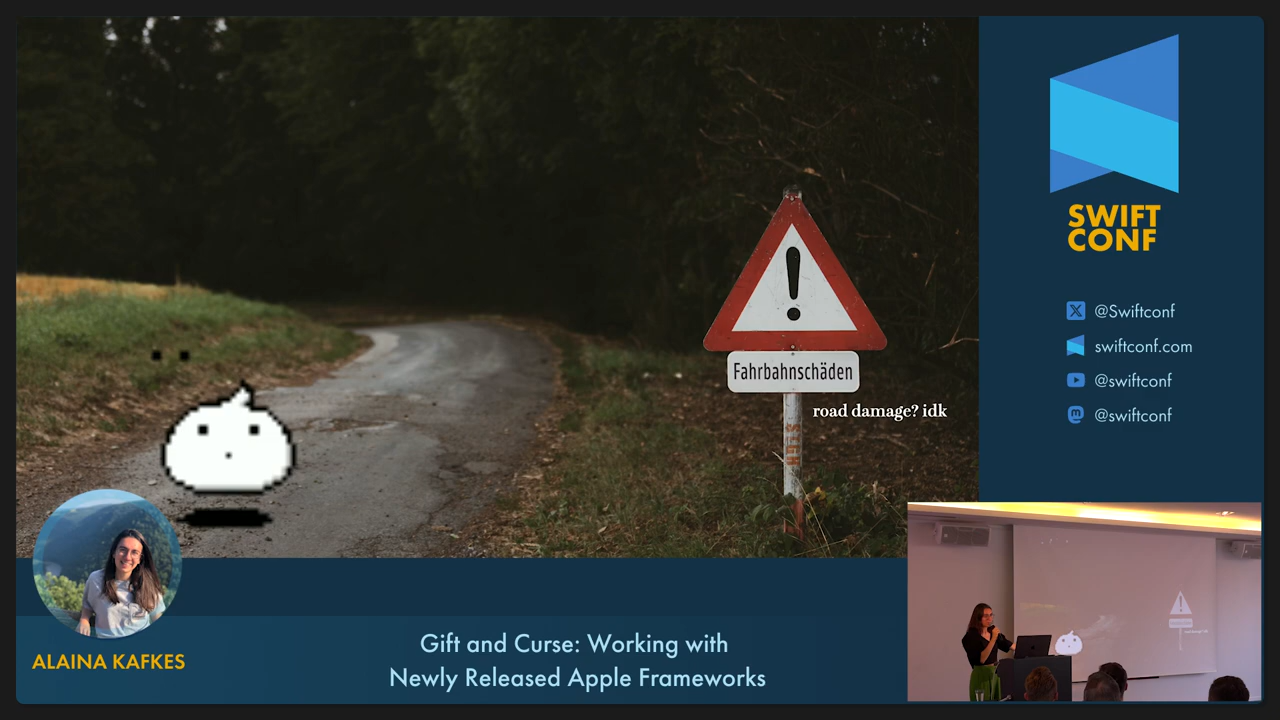 Fahrbahnschäden
road damage? idk
SWIFT
CONF
@Swiftconf
swiftconf.com
@swiftconf
@swiftconf
ALAINA KAFKES
Gift and Curse: Working with
Newly Released Apple Frameworks